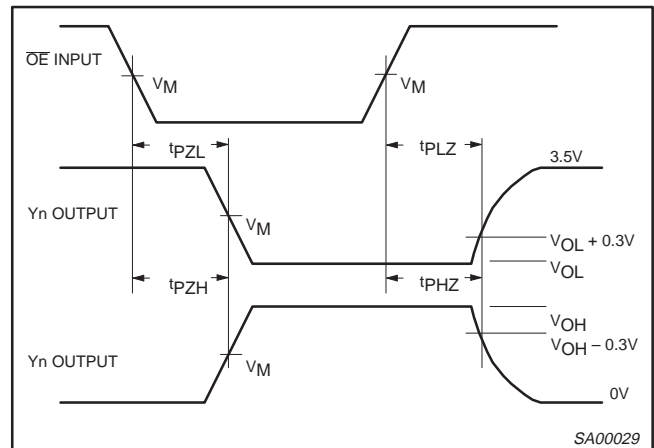 OE INPUT
VM
VM
tPZL
tPLZ
3.5V
Yn OUTPUT
VM
VOL + 0.3V
VOL
tPZH
tPHZ
VOH
VOH – 0.3V
Yn OUTPUT
VM
0V
SA00029